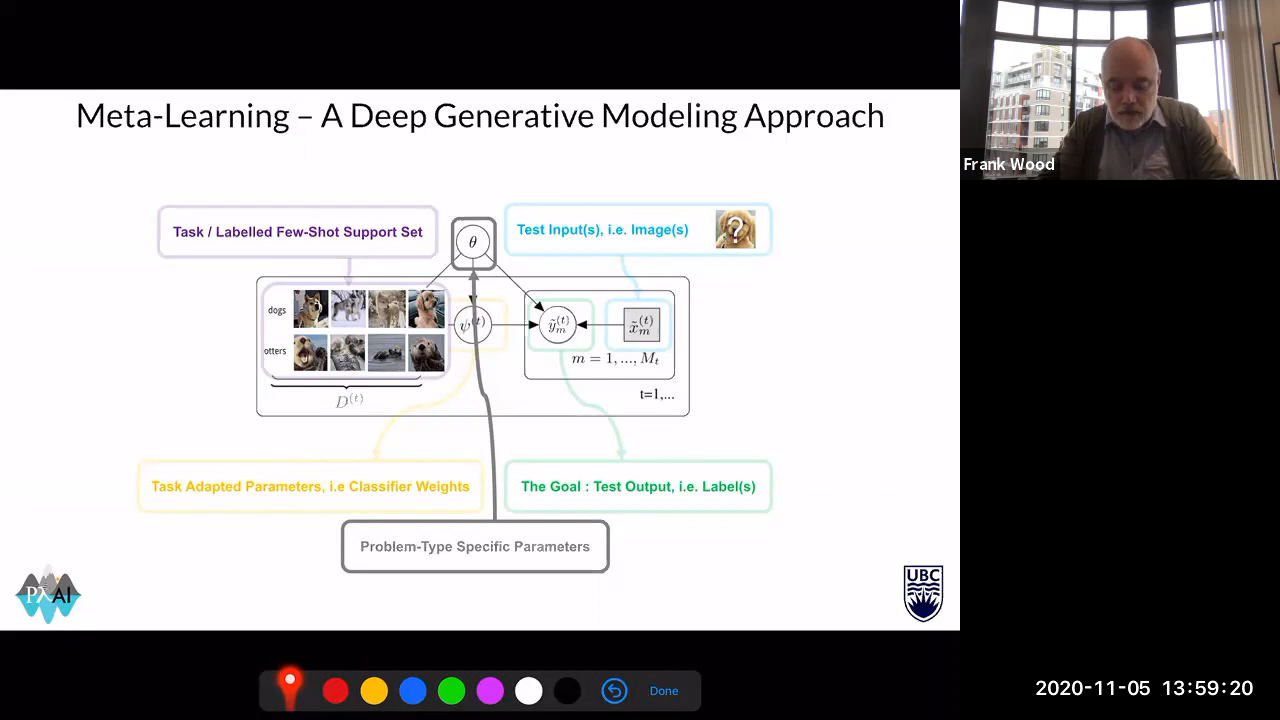 Meta-Learning – A Deep Generative Modeling Approach
Frank Wood
Task / Labelled Few-Shot Support Set
θ
Test Input(s), i.e. Image(s)
?
dogs
otters
ψ(t)
ỹₘ⁽ᵗ⁾
x̃ₘ⁽ᵗ⁾
m = 1, ..., Mₜ
t=1,...
D⁽ᵗ⁾
Task Adapted Parameters, i.e Classifier Weights
The Goal : Test Output, i.e. Label(s)
Problem-Type Specific Parameters
PλAI
UBC
Done
2020-11-05 13:59:20